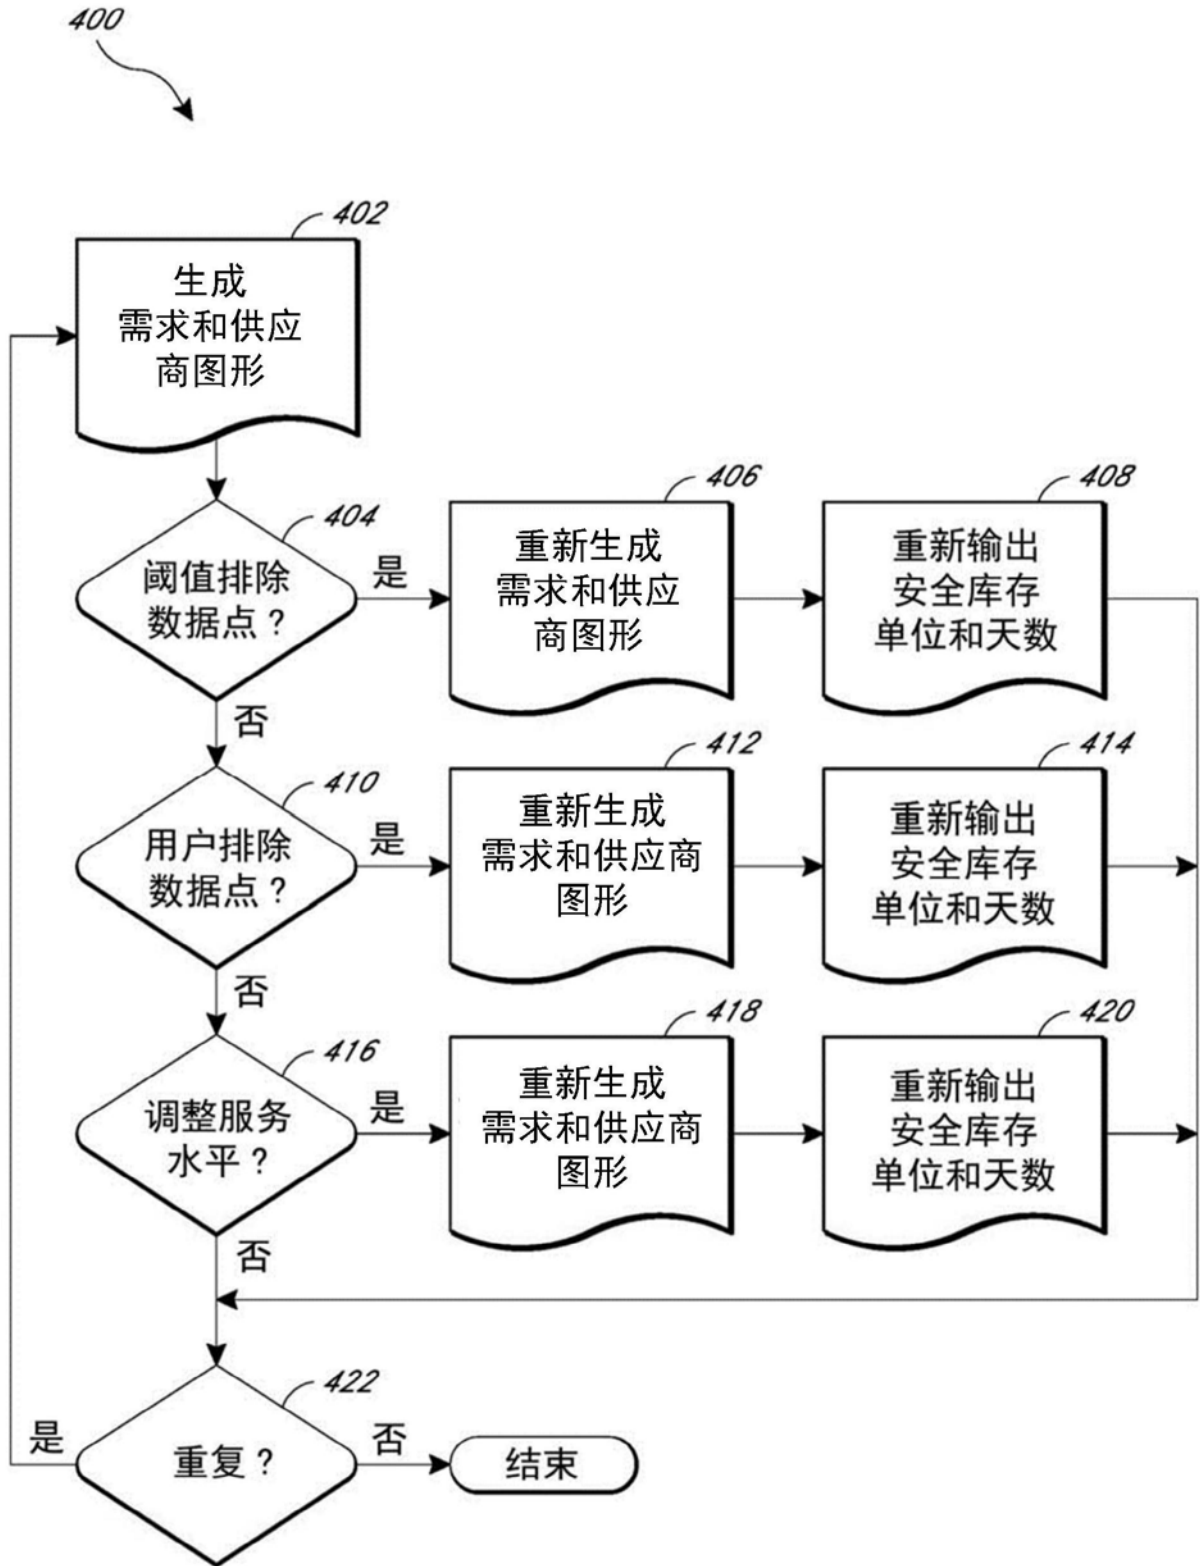 400
402
生成
需求和供应
商图形
404
阈值排除
数据点？
是
否
406
重新生成
需求和供应
商图形
408
重新输出
安全库存
单位和天数
410
用户排除
数据点？
是
否
412
重新生成
需求和供应商
图形
414
重新输出
安全库存
单位和天数
416
调整服务
水平？
是
否
418
重新生成
需求和供应商
图形
420
重新输出
安全库存
单位和天数
422
是
重复？
否
结束